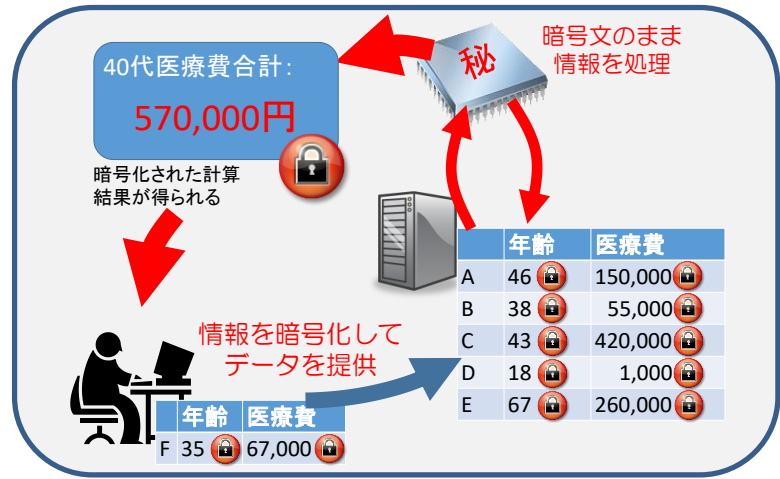 40代医療費合計:
570,000円
暗号化された計算
結果が得られる
秘
暗号文のまま
情報を処理
年齢 医療費
A 46 150,000
B 38 55,000
C 43 420,000
D 18 1,000
E 67 260,000
情報を暗号化して
データを提供
年齢 医療費
F 35 67,000